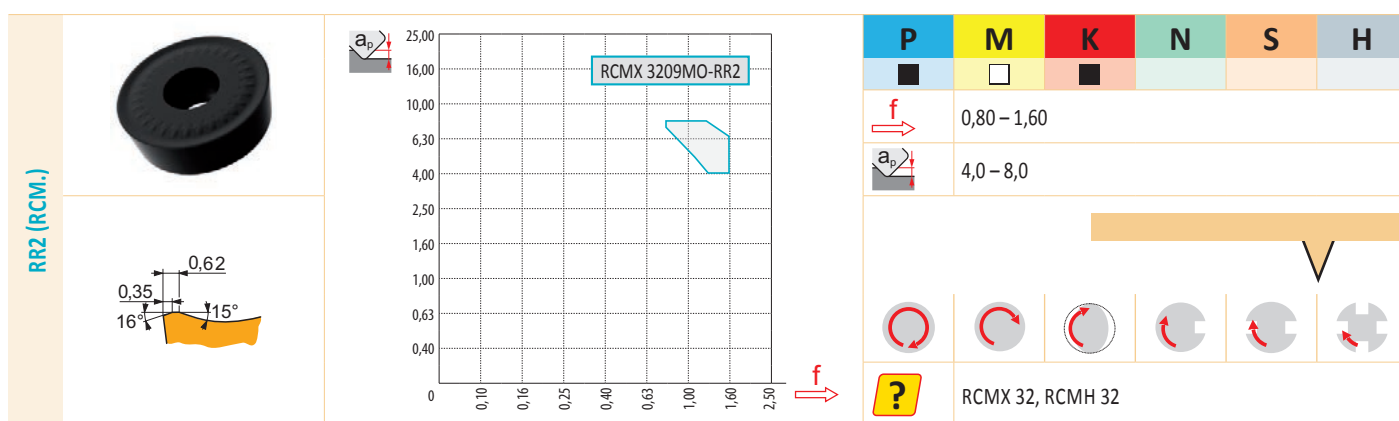 RR2 (RCM.)
0,62
0,35
16°
15°
aₚ
25,00
16,00
10,00
6,30
4,00
2,50
1,60
1,00
0,63
0,40
0
RCMX 3209MO-RR2
0,10
0,16
0,25
0,40
0,63
1,00
1,60
2,50
f
P M K N S H
f 0,80 – 1,60
aₚ 4,0 – 8,0
? RCMX 32, RCMH 32